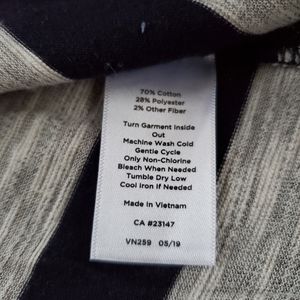 70% Cotton
28% Polyester
2% Other Fiber
Turn Garment Inside
Out
Machine Wash Cold
Gentle Cycle
Only Non-Chlorine
Bleach When Needed
Tumble Dry Low
Cool Iron If Needed
Made in Vietnam
CA #23147
VN259 05/19